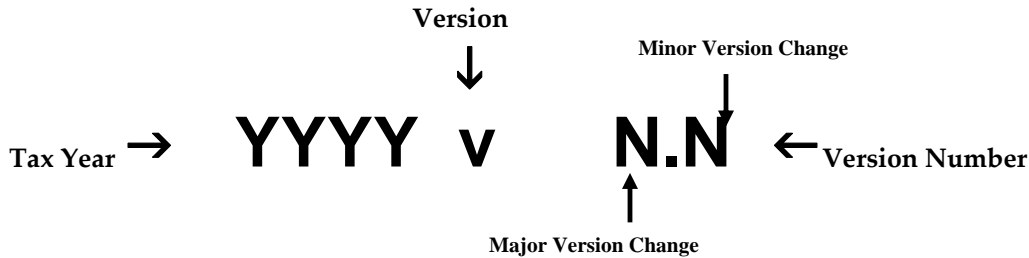 Version
Minor Version Change
Tax Year → YYYY v N.N ← Version Number
Major Version Change